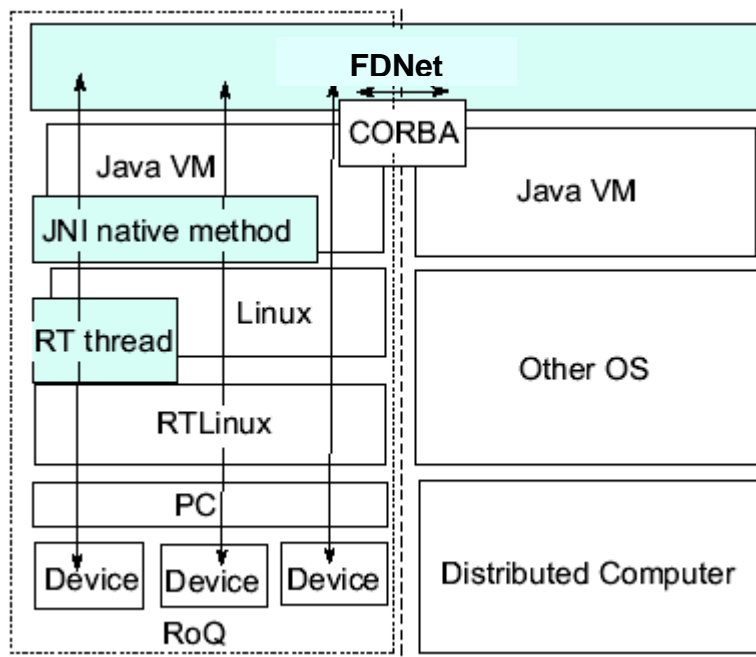 FDNet
CORBA
Java VM
Java VM
JNI native method
Linux
RT thread
Other OS
RTLinux
PC
Device
Device
Device
Distributed Computer
RoQ